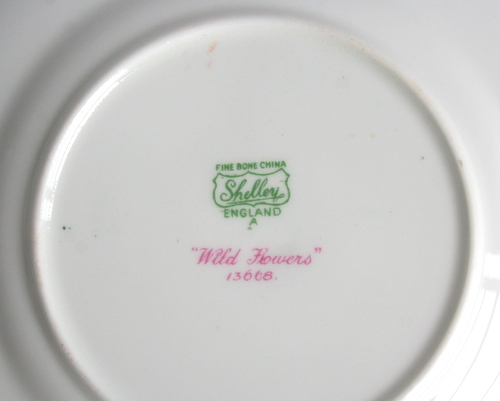 FINE BONE CHINA
Shelley
ENGLAND
A
"Wild Flowers"
13668.